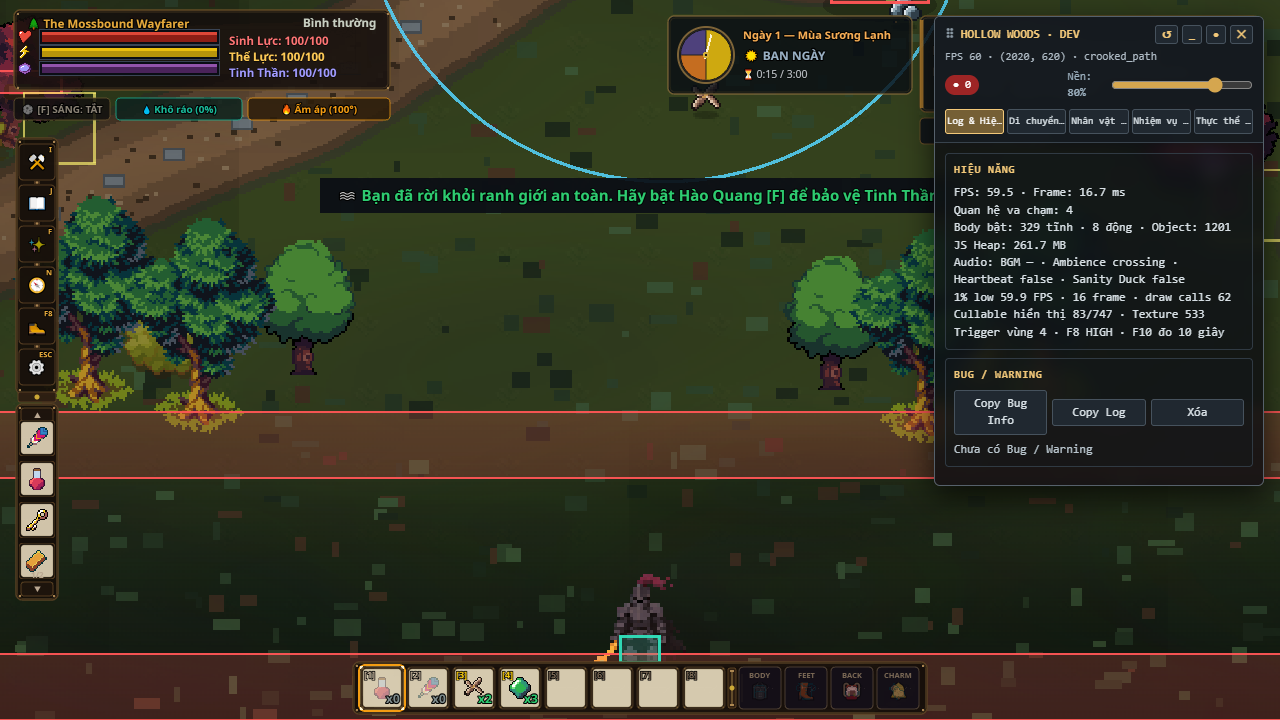 The Mossbound Wayfarer
Bình thường
Sinh Lực: 100/100
Thể Lực: 100/100
Tinh Thần: 100/100
[F] SÁNG: TẮT
Khô ráo (0%)
Ấm áp (100°)
Ngày 1 — Mùa Sương Lạnh
BAN NGÀY
0:15 / 3:00
Bạn đã rời khỏi ranh giới an toàn. Hãy bật Hào Quang [F] để bảo vệ Tinh Thần
I
J
F
N
F8
ESC
HOLLOW WOODS · DEV
FPS 60 · (2020, 620) · crooked_path
0
Nền:
80%
Log & Hiệ…
Di chuyển…
Nhân vật …
Nhiệm vụ …
Thực thể …
HIỆU NĂNG
FPS: 59.5 · Frame: 16.7 ms
Quan hệ va chạm: 4
Body bật: 329 tĩnh · 8 động · Object: 1201
JS Heap: 261.7 MB
Audio: BGM — · Ambience crossing ·
Heartbeat false · Sanity Duck false
1% low 59.9 FPS · 16 frame · draw calls 62
Cullable hiển thị 83/747 · Texture 533
Trigger vùng 4 · F8 HIGH · F10 đo 10 giây
BUG / WARNING
Copy Bug
Info
Copy Log
Xóa
Chưa có Bug / Warning
[1] x0
[2] x0
[3] x2
[4] x3
[5]
[6]
[7]
[8]
BODY
FEET
BACK
CHARM